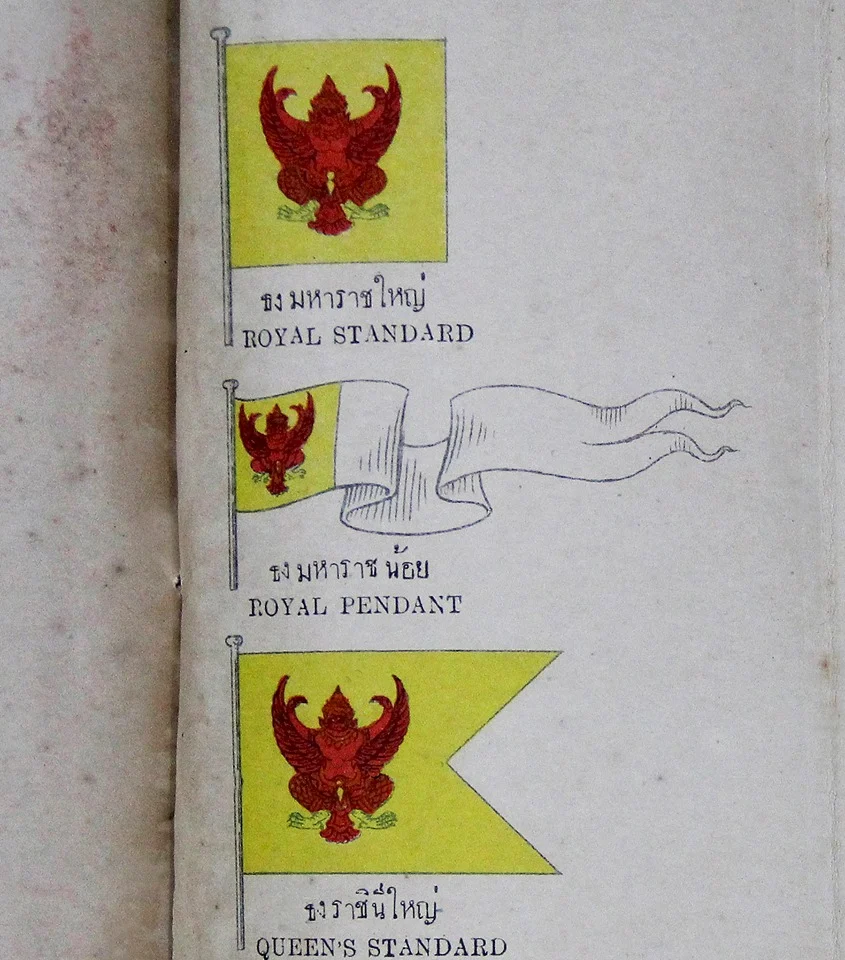 ธงมหาราชใหญ่
ROYAL STANDARD
ธงมหาราชน้อย
ROYAL PENDANT
ธงราชินีใหญ่
QUEEN'S STANDARD